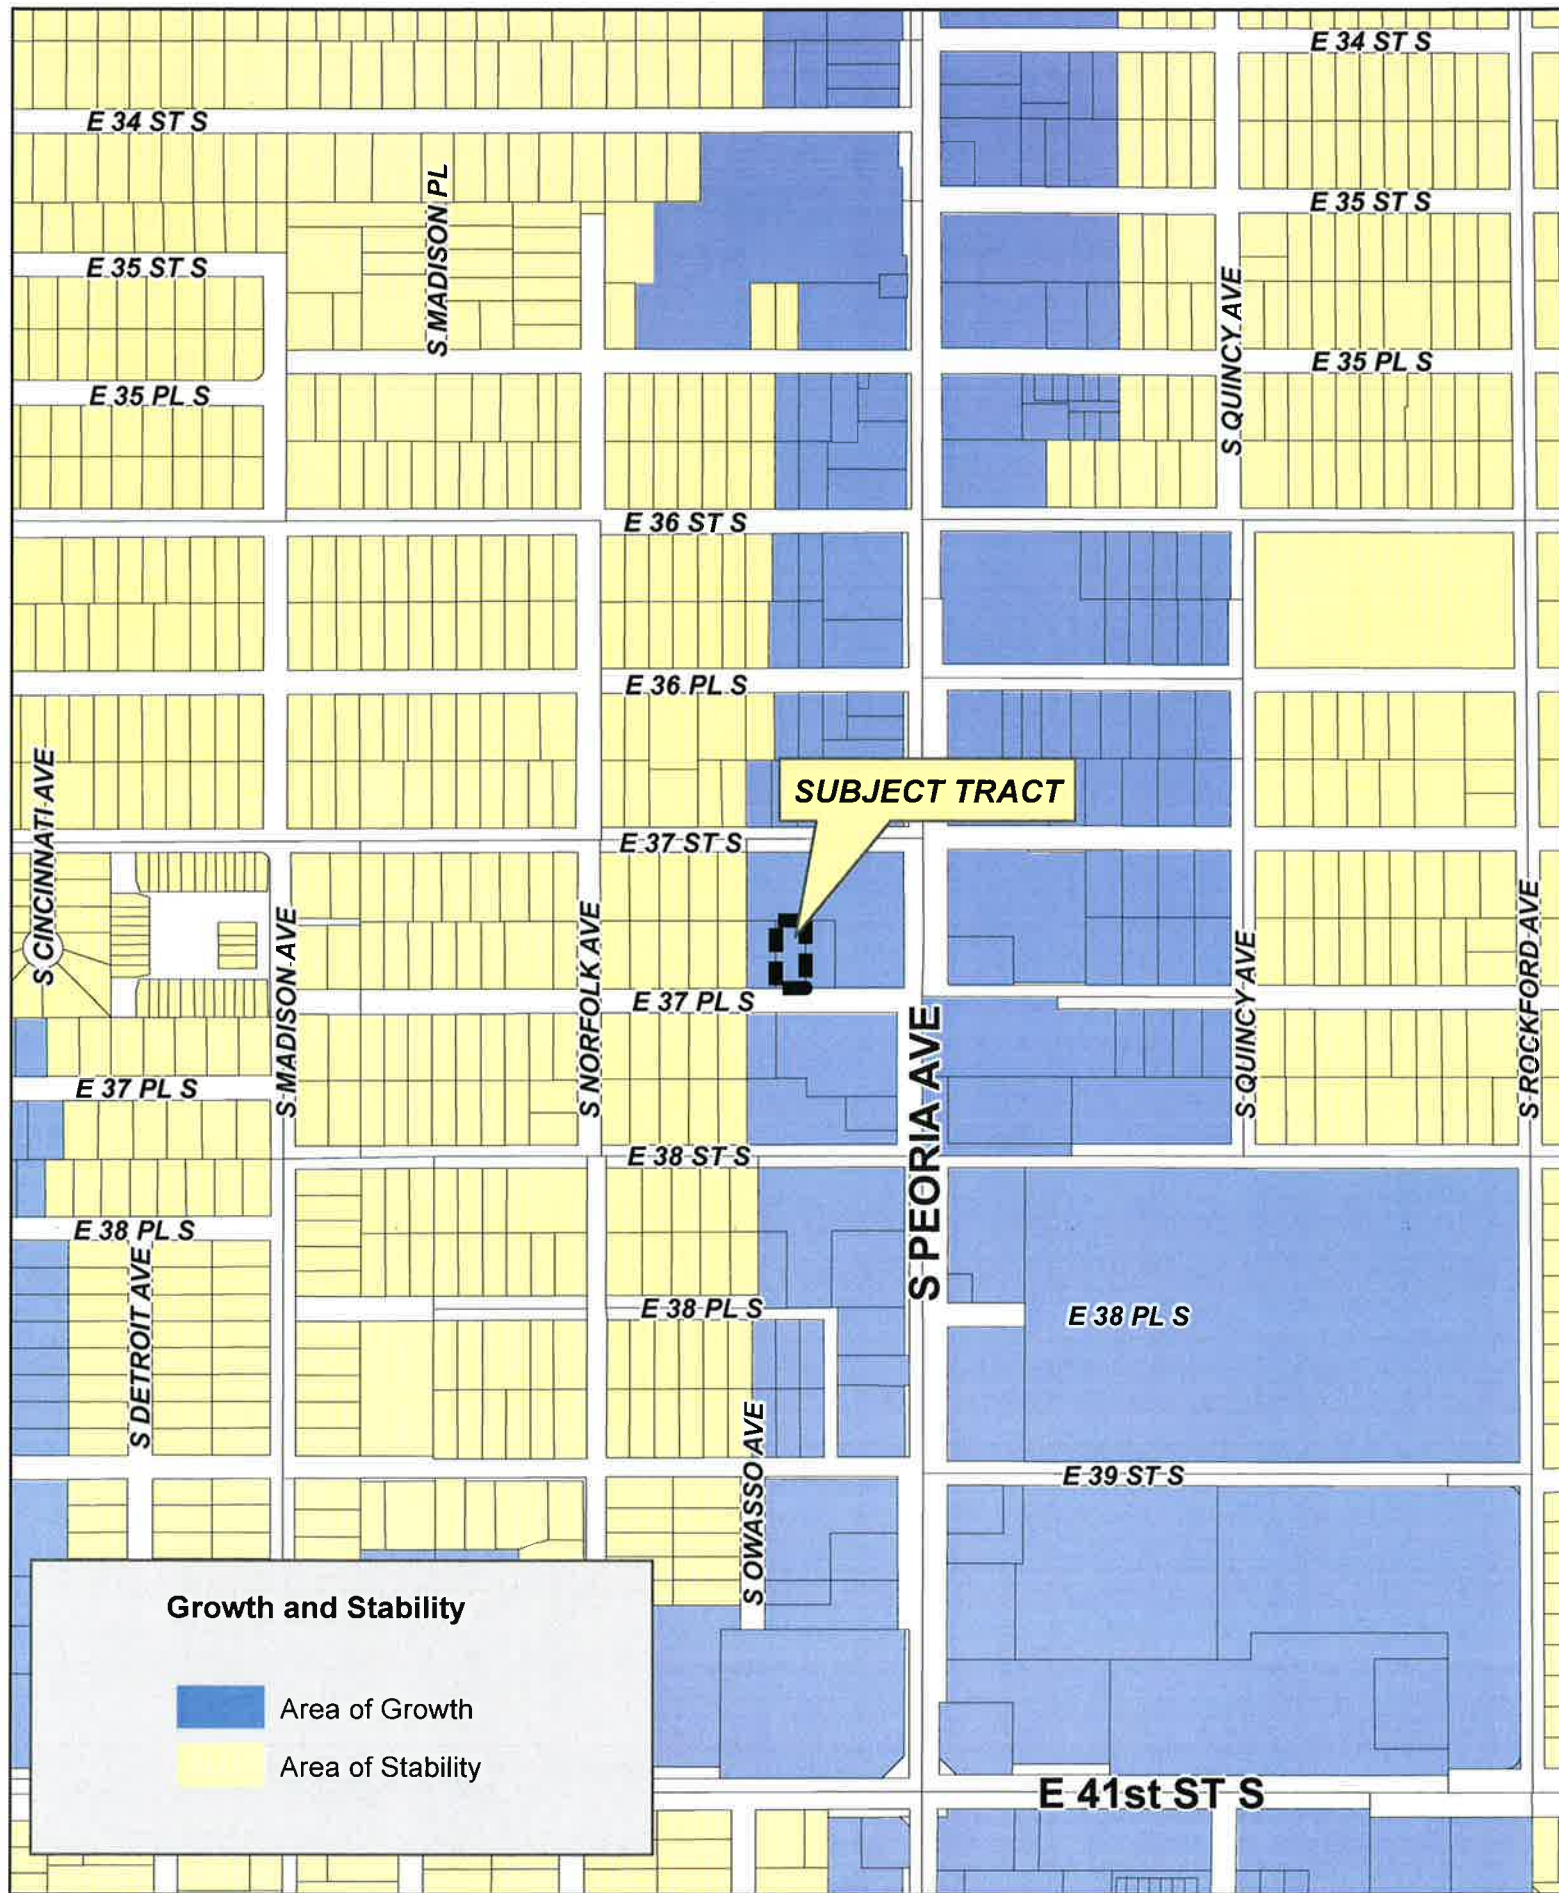 E 34 ST S
E 34 ST S
S MADISON PL
E 35 ST S
E 35 ST S
S QUINCY AVE
E 35 PL S
E 35 PL S
E 36 ST S
E 36 PL S
S CINCINNATI AVE
SUBJECT TRACT
E 37 ST S
S MADISON AVE
S NORFOLK AVE
S QUINCY AVE
S ROCKFORD AVE
E 37 PL S
S PEORIA AVE
E 37 PL S
E 38 ST S
E 38 PL S
S DETROIT AVE
E 38 PL S
E 38 PL S
S OWASSO AVE
E 39 ST S
Growth and Stability
Area of Growth
Area of Stability
E 41st ST S